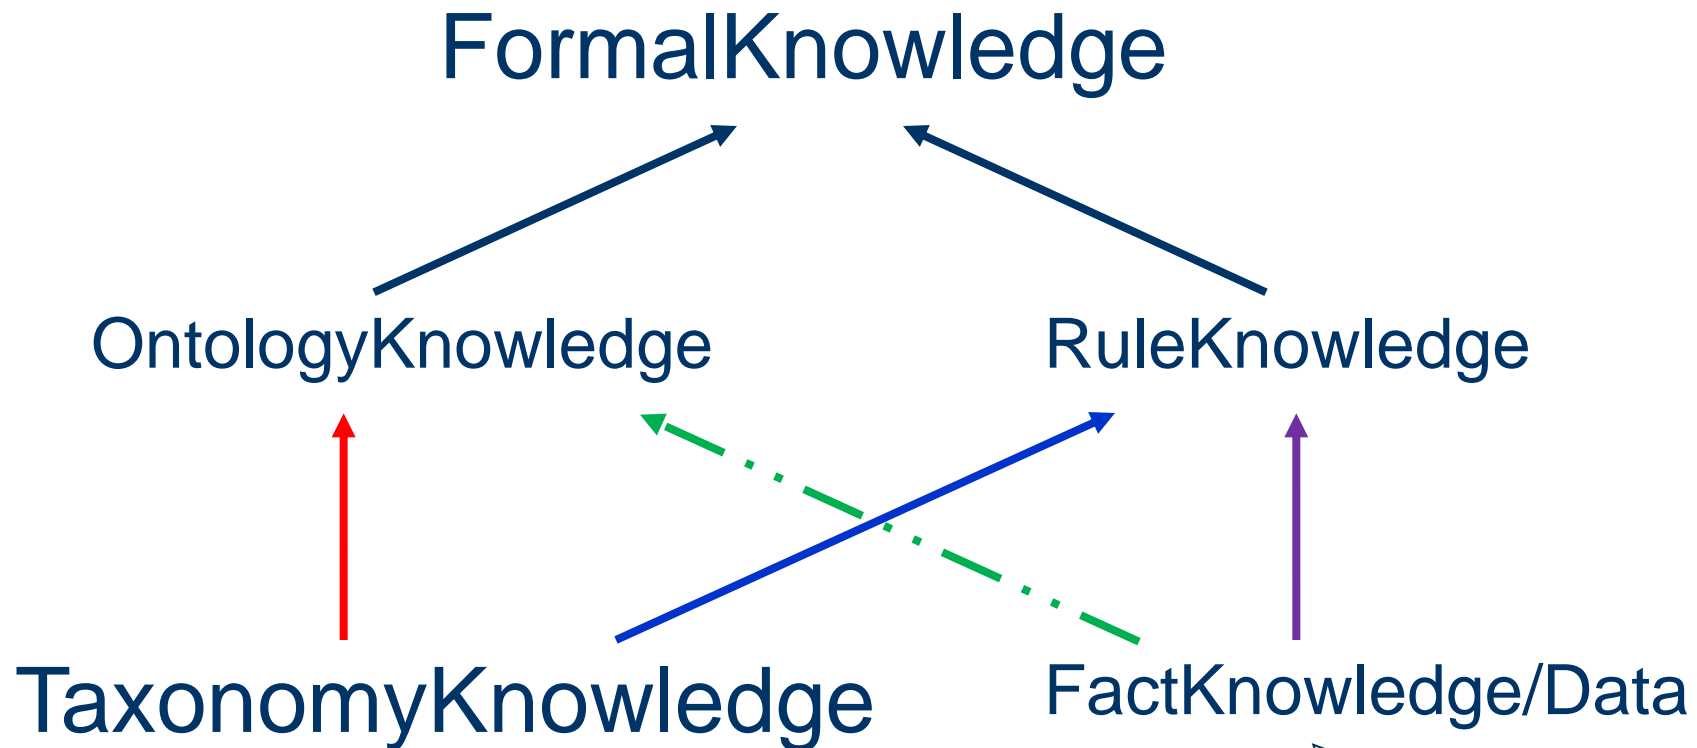 FormalKnowledge
OntologyKnowledge RuleKnowledge
TaxonomyKnowledge FactKnowledge/Data